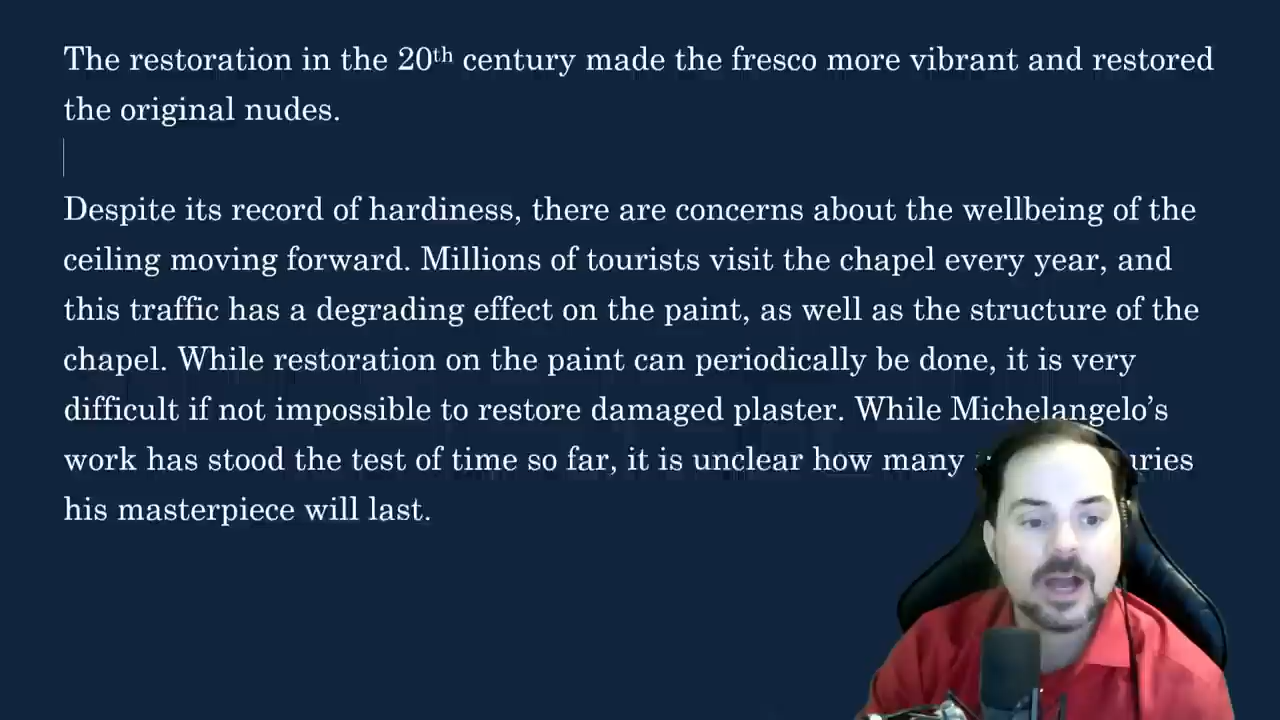 The restoration in the 20th century made the fresco more vibrant and restored
the original nudes.
Despite its record of hardiness, there are concerns about the wellbeing of the
ceiling moving forward. Millions of tourists visit the chapel every year, and
this traffic has a degrading effect on the paint, as well as the structure of the
chapel. While restoration on the paint can periodically be done, it is very
difficult if not impossible to restore damaged plaster. While Michelangelo’s
work has stood the test of time so far, it is unclear how many
his masterpiece will last.